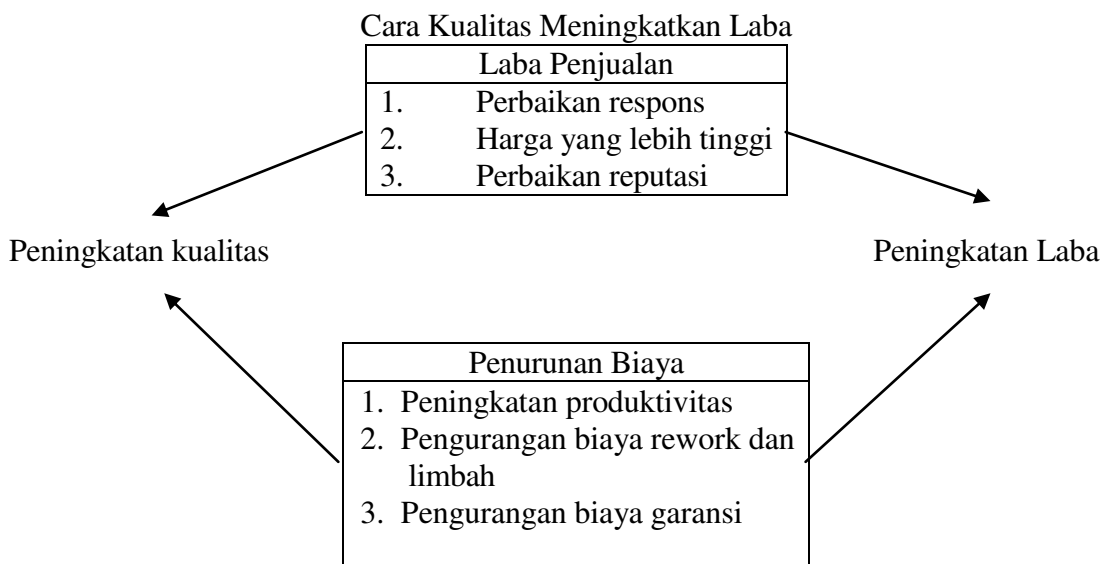 Cara Kualitas Meningkatkan Laba
Laba Penjualan
1. Perbaikan respons
2. Harga yang lebih tinggi
3. Perbaikan reputasi
Peningkatan kualitas
Peningkatan Laba
Penurunan Biaya
1. Peningkatan produktivitas
2. Pengurangan biaya rework dan
limbah
3. Pengurangan biaya garansi